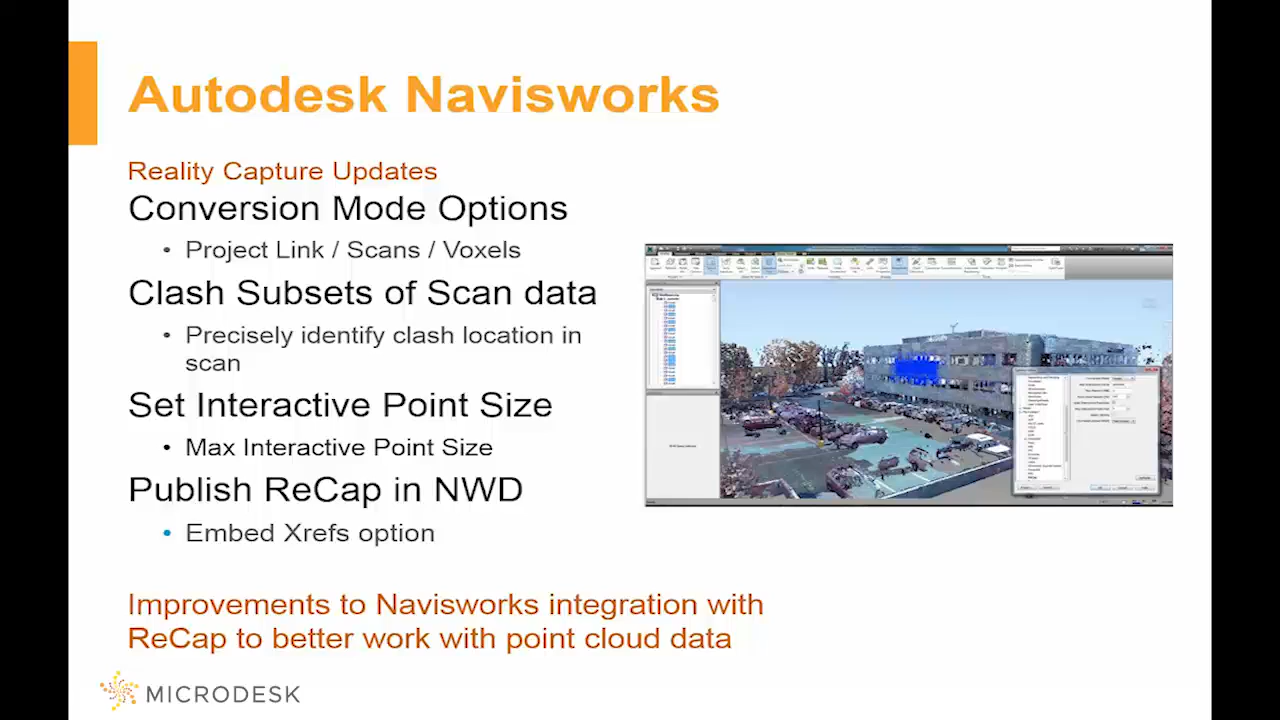 Autodesk Navisworks
Reality Capture Updates
Conversion Mode Options
• Project Link / Scans / Voxels
Clash Subsets of Scan data
• Precisely identify clash location in
scan
Set Interactive Point Size
• Max Interactive Point Size
Publish ReCap in NWD
• Embed Xrefs option
Improvements to Navisworks integration with
ReCap to better work with point cloud data
MICRODESK